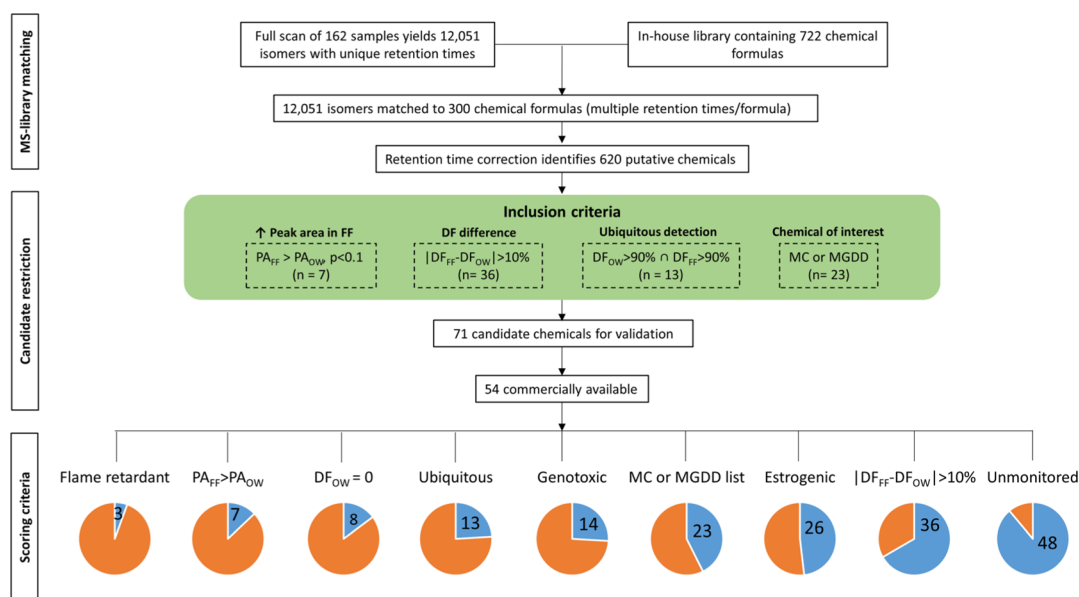 MS-library matching
Full scan of 162 samples yields 12,051
isomers with unique retention times
In-house library containing 722 chemical
formulas
12,051 isomers matched to 300 chemical formulas (multiple retention times/formula)
Retention time correction identifies 620 putative chemicals
Candidate restriction
Inclusion criteria
↑ Peak area in FF
PAFF > PAOW, p<0.1
(n = 7)
DF difference
|DFFF-DFOW|>10%
(n= 36)
Ubiquitous detection
DFOW>90% ∩ DFFF>90%
(n = 13)
Chemical of interest
MC or MGDD
(n= 23)
71 candidate chemicals for validation
54 commercially available
Scoring criteria
Flame retardant
PAFF>PAOW
DFOW = 0
Ubiquitous
Genotoxic
MC or MGDD list
Estrogenic
|DFFF-DFOW|>10%
Unmonitored
3
7
8
13
14
23
26
36
48